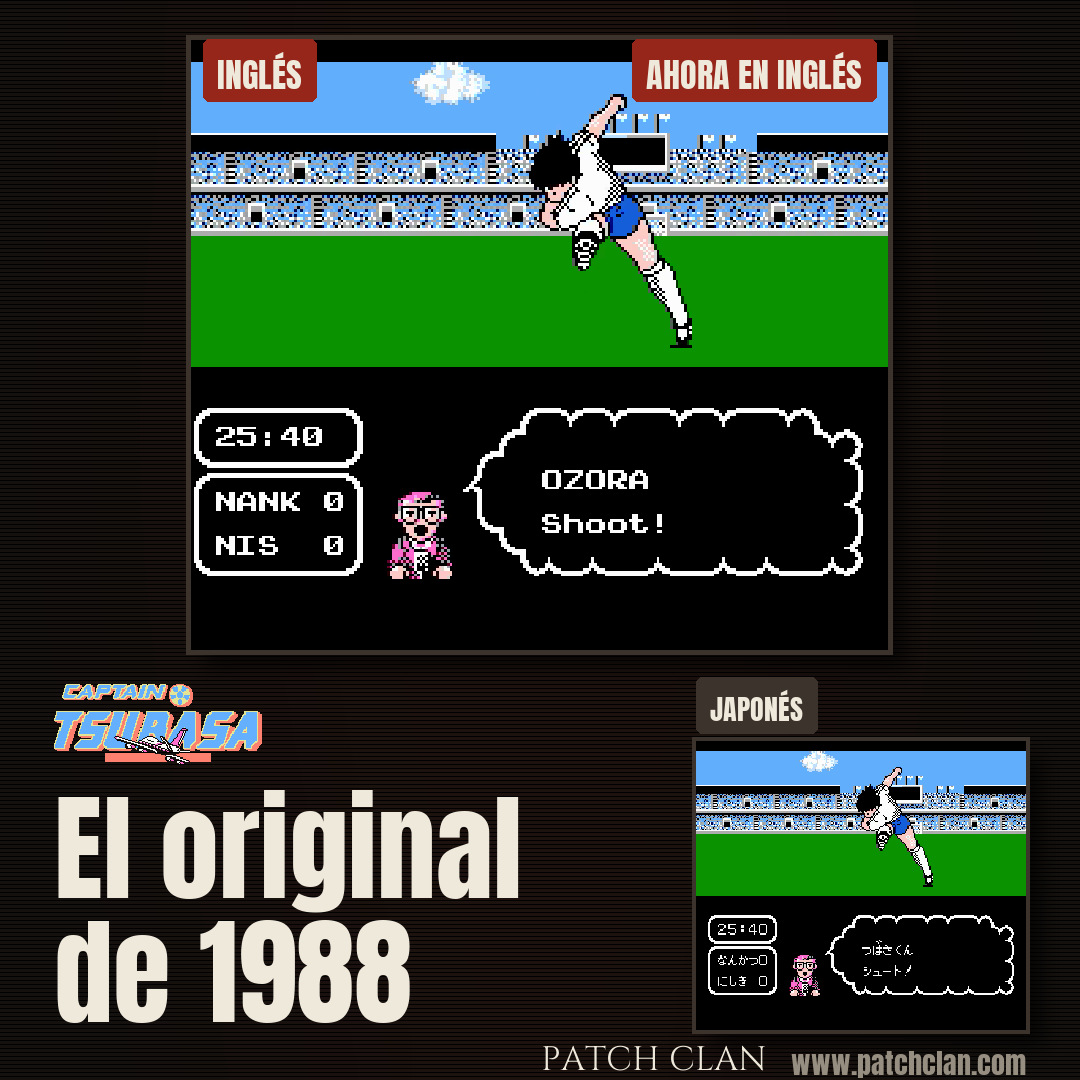 INGLÉS
AHORA EN INGLÉS
25:40
NANK 0
NIS 0
OZORA
Shoot!
CAPTAIN
TSUBASA
El original
de 1988
JAPONÉS
25:40
なんかつ0
にしき 0
つばさくん
シュート!
PATCH CLAN
www.patchclan.com